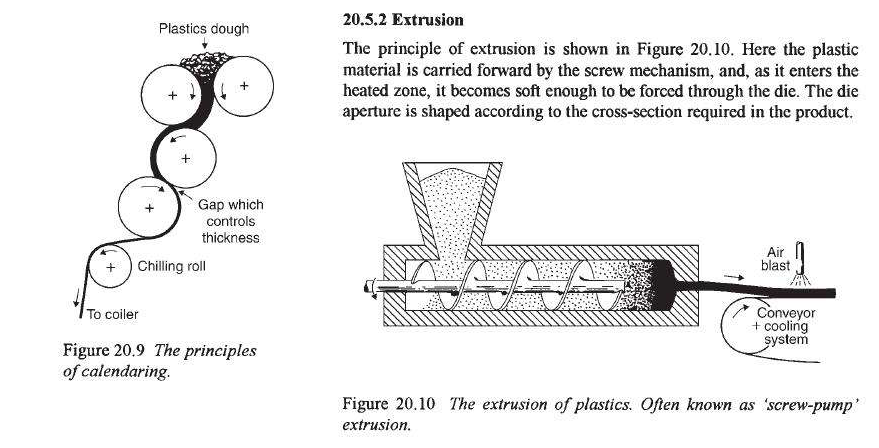 Plastics dough
Gap which
controls
thickness
Chilling roll
To coiler
Figure 20.9 The principles
of calendaring.
20.5.2 Extrusion
The principle of extrusion is shown in Figure 20.10. Here the plastic
material is carried forward by the screw mechanism, and, as it enters the
heated zone, it becomes soft enough to be forced through the die. The die
aperture is shaped according to the cross-section required in the product.
Air
blast
Conveyor
+ cooling
system
Figure 20.10 The extrusion of plastics. Often known as ‘screw-pump’
extrusion.